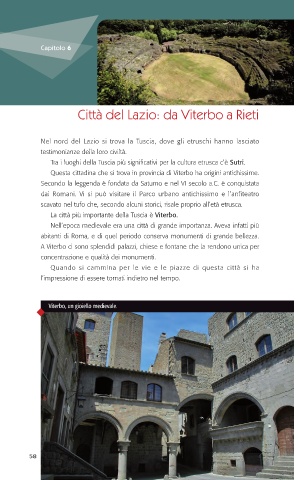 Capitolo 6
Città del Lazio: da Viterbo a Rieti
Nel nord del Lazio si trova la Tuscia, dove gli etruschi hanno lasciato
testimonianze della loro civiltà.
Tra i luoghi della Tuscia più significativi per la cultura etrusca c'è Sutri.
Questa cittadina che si trova in provincia di Viterbo ha origini antichissime.
Secondo la leggenda è fondata da Saturno e nel VI secolo a.C. è conquistata
dai Romani. Vi si può visitare il Parco urbano antichissimo e l'anfiteatro
scavato nel tufo che, secondo alcuni storici, risale proprio all'età etrusca.
La città più importante della Tuscia è Viterbo.
Nell'epoca medievale era una città di grande importanza. Aveva infatti più
abitanti di Roma, e di quel periodo conserva monumenti di grande bellezza.
A Viterbo ci sono splendidi palazzi, chiese e fontane che la rendono unica per
concentrazione e qualità dei monumenti.
Quando si cammina per le vie e le piazze di questa città si ha
l'impressione di essere tornati indietro nel tempo.
Viterbo, un gioiello medievale.
58